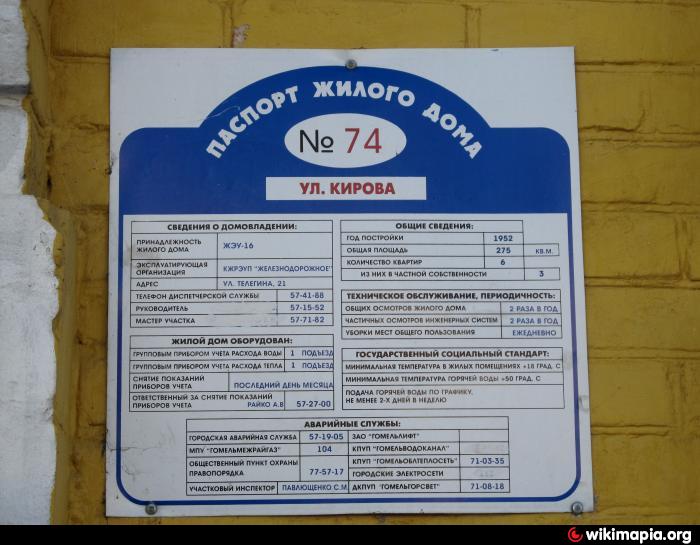 ПАСПОРТ ЖИЛОГО ДОМА
№ 74
УЛ. КИРОВА
СВЕДЕНИЯ О ДОМОВЛАДЕНИИ:
ПРИНАДЛЕЖНОСТЬ ЖИЛОГО ДОМА ЖЭУ-16
ЭКСПЛУАТИРУЮЩАЯ ОРГАНИЗАЦИЯ КЖРЭУП "ЖЕЛЕЗНОДОРОЖНОЕ"
АДРЕС УЛ. ТЕЛЕГИНА, 21
ТЕЛЕФОН ДИСПЕТЧЕРСКОЙ СЛУЖБЫ 57-41-88
РУКОВОДИТЕЛЬ 57-15-52
МАСТЕР УЧАСТКА 57-71-82
ЖИЛОЙ ДОМ ОБОРУДОВАН:
ГРУППОВЫМ ПРИБОРОМ УЧЕТА РАСХОДА ВОДЫ 1 ПОДЪЕЗД
ГРУППОВЫМ ПРИБОРОМ УЧЕТА РАСХОДА ТЕПЛА 1 ПОДЪЕЗД
СНЯТИЕ ПОКАЗАНИЙ ПРИБОРОВ УЧЕТА ПОСЛЕДНИЙ ДЕНЬ МЕСЯЦА
ОТВЕТСТВЕННЫЙ ЗА СНЯТИЕ ПОКАЗАНИЙ
ПРИБОРОВ УЧЕТА РАЙКО А.В 57-27-00
ОБЩИЕ СВЕДЕНИЯ:
ГОД ПОСТРОЙКИ 1952
ОБЩАЯ ПЛОЩАДЬ 275 КВ.М.
КОЛИЧЕСТВО КВАРТИР 6
ИЗ НИХ В ЧАСТНОЙ СОБСТВЕННОСТИ 3
ТЕХНИЧЕСКОЕ ОБСЛУЖИВАНИЕ, ПЕРИОДИЧНОСТЬ:
ОБЩИХ ОСМОТРОВ ЖИЛОГО ДОМА 2 РАЗА В ГОД
ЧАСТИЧНЫХ ОСМОТРОВ ИНЖЕНЕРНЫХ СИСТЕМ 2 РАЗА В ГОД
УБОРКИ МЕСТ ОБЩЕГО ПОЛЬЗОВАНИЯ ЕЖЕДНЕВНО
ГОСУДАРСТВЕННЫЙ СОЦИАЛЬНЫЙ СТАНДАРТ:
МИНИМАЛЬНАЯ ТЕМПЕРАТУРА В ЖИЛЫХ ПОМЕЩЕНИЯХ +18 ГРАД. С
МИНИМАЛЬНАЯ ТЕМПЕРАТУРА ГОРЯЧЕЙ ВОДЫ +50 ГРАД. С
ПОДАЧА ГОРЯЧЕЙ ВОДЫ ПО ГРАФИКУ,
НЕ МЕНЕЕ 2-Х ДНЕЙ В НЕДЕЛЮ
АВАРИЙНЫЕ СЛУЖБЫ:
ГОРОДСКАЯ АВАРИЙНАЯ СЛУЖБА 57-19-05 ЗАО "ГОМЕЛЬЛИФТ"
МПУ "ГОМЕЛЬМЕЖРАЙГАЗ" 104 КПУП "ГОМЕЛЬВОДОКАНАЛ"
ОБЩЕСТВЕННЫЙ ПУНКТ ОХРАНЫ ПРАВОПОРЯДКА 77-57-17 КПУП "ГОМЕЛЬОБЛТЕПЛОСЕТЬ" 71-03-35
ГОРОДСКИЕ ЭЛЕКТРОСЕТИ
УЧАСТКОВЫЙ ИНСПЕКТОР ПАВЛЮЩЕНКО С.М. ДКПУП "ГОМЕЛЬГОРСВЕТ" 71-08-18
wikimapia.org